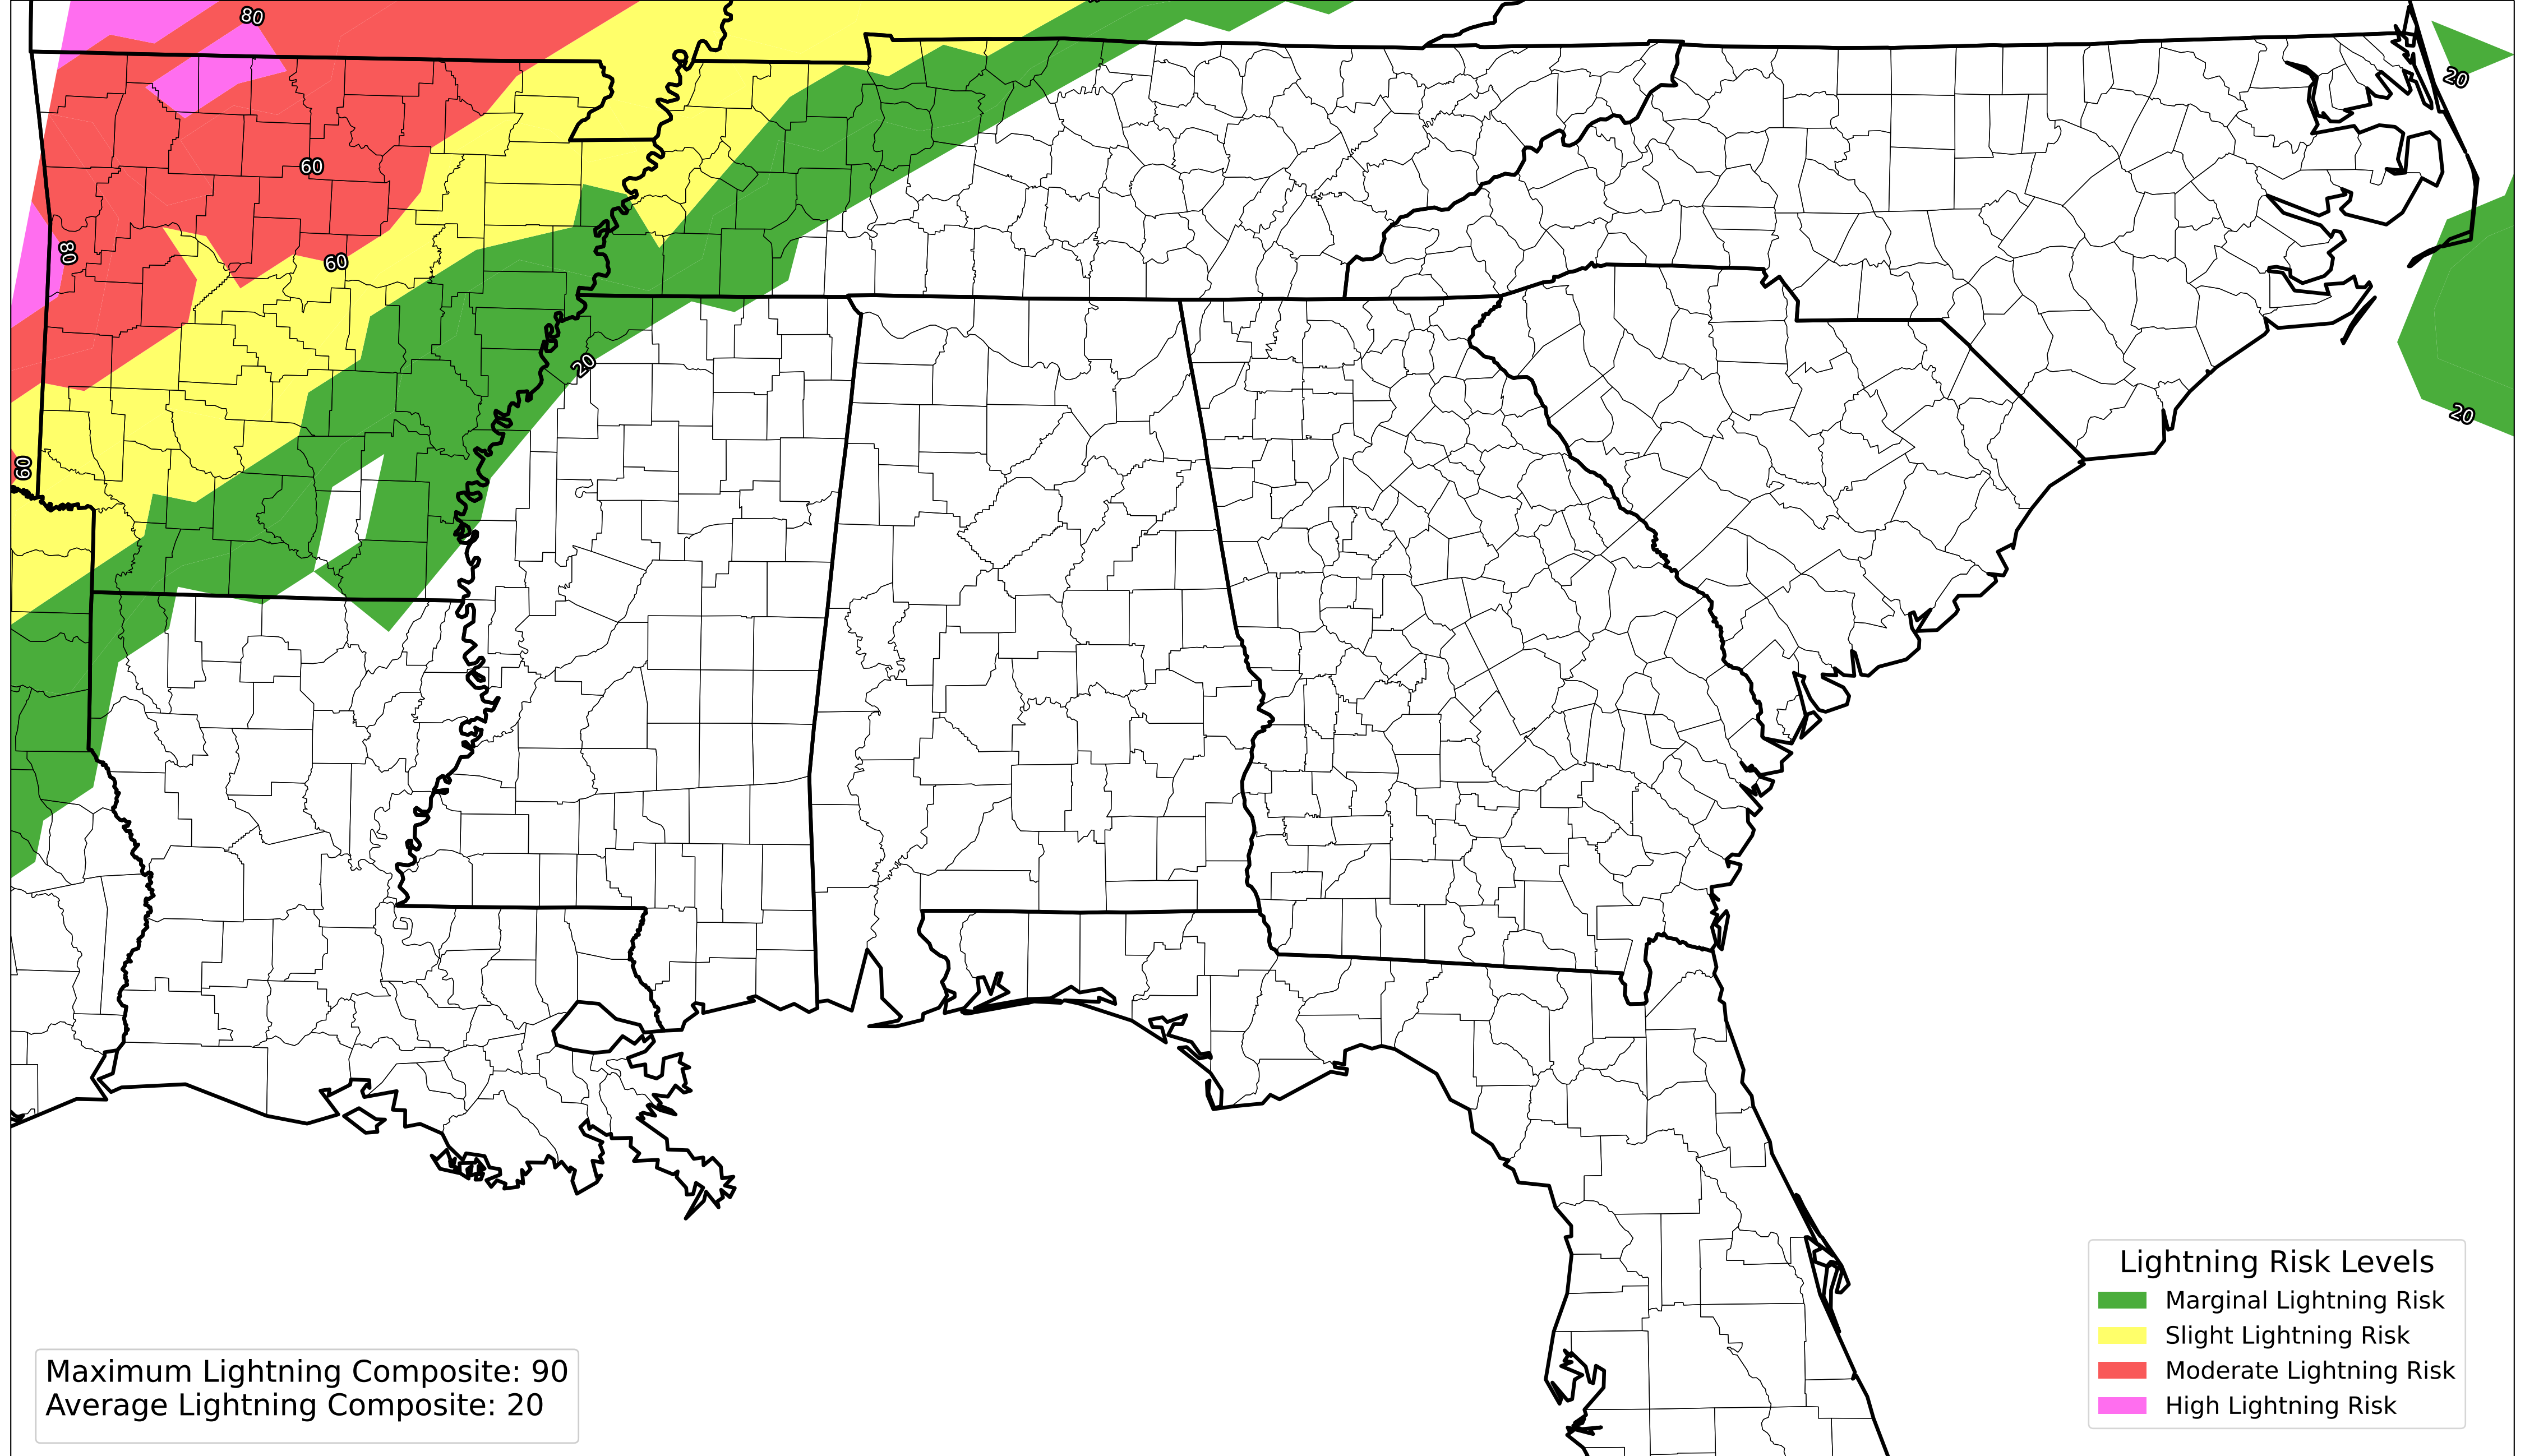 80
20
60
80
60
20
20
60
Lightning Risk Levels
Marginal Lightning Risk
Slight Lightning Risk
Moderate Lightning Risk
High Lightning Risk
Maximum Lightning Composite: 90
Average Lightning Composite: 20